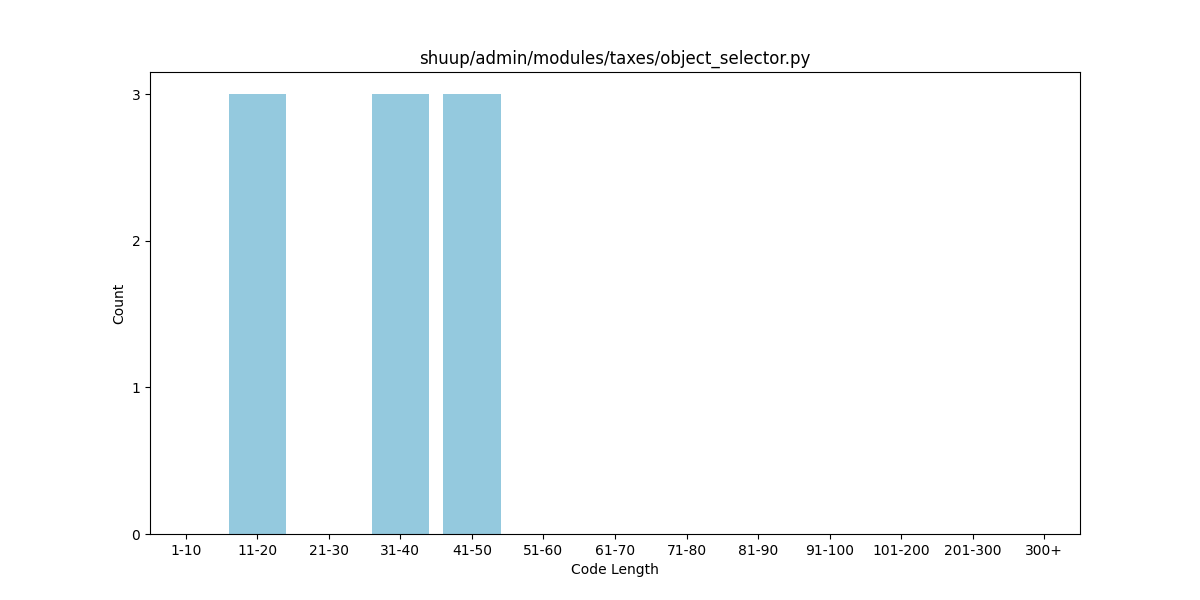 shuup/admin/modules/taxes/object_selector.py
3
2
1
0
Count
1-10 11-20 21-30 31-40 41-50 51-60 61-70 71-80 81-90 91-100 101-200 201-300 300+
Code Length